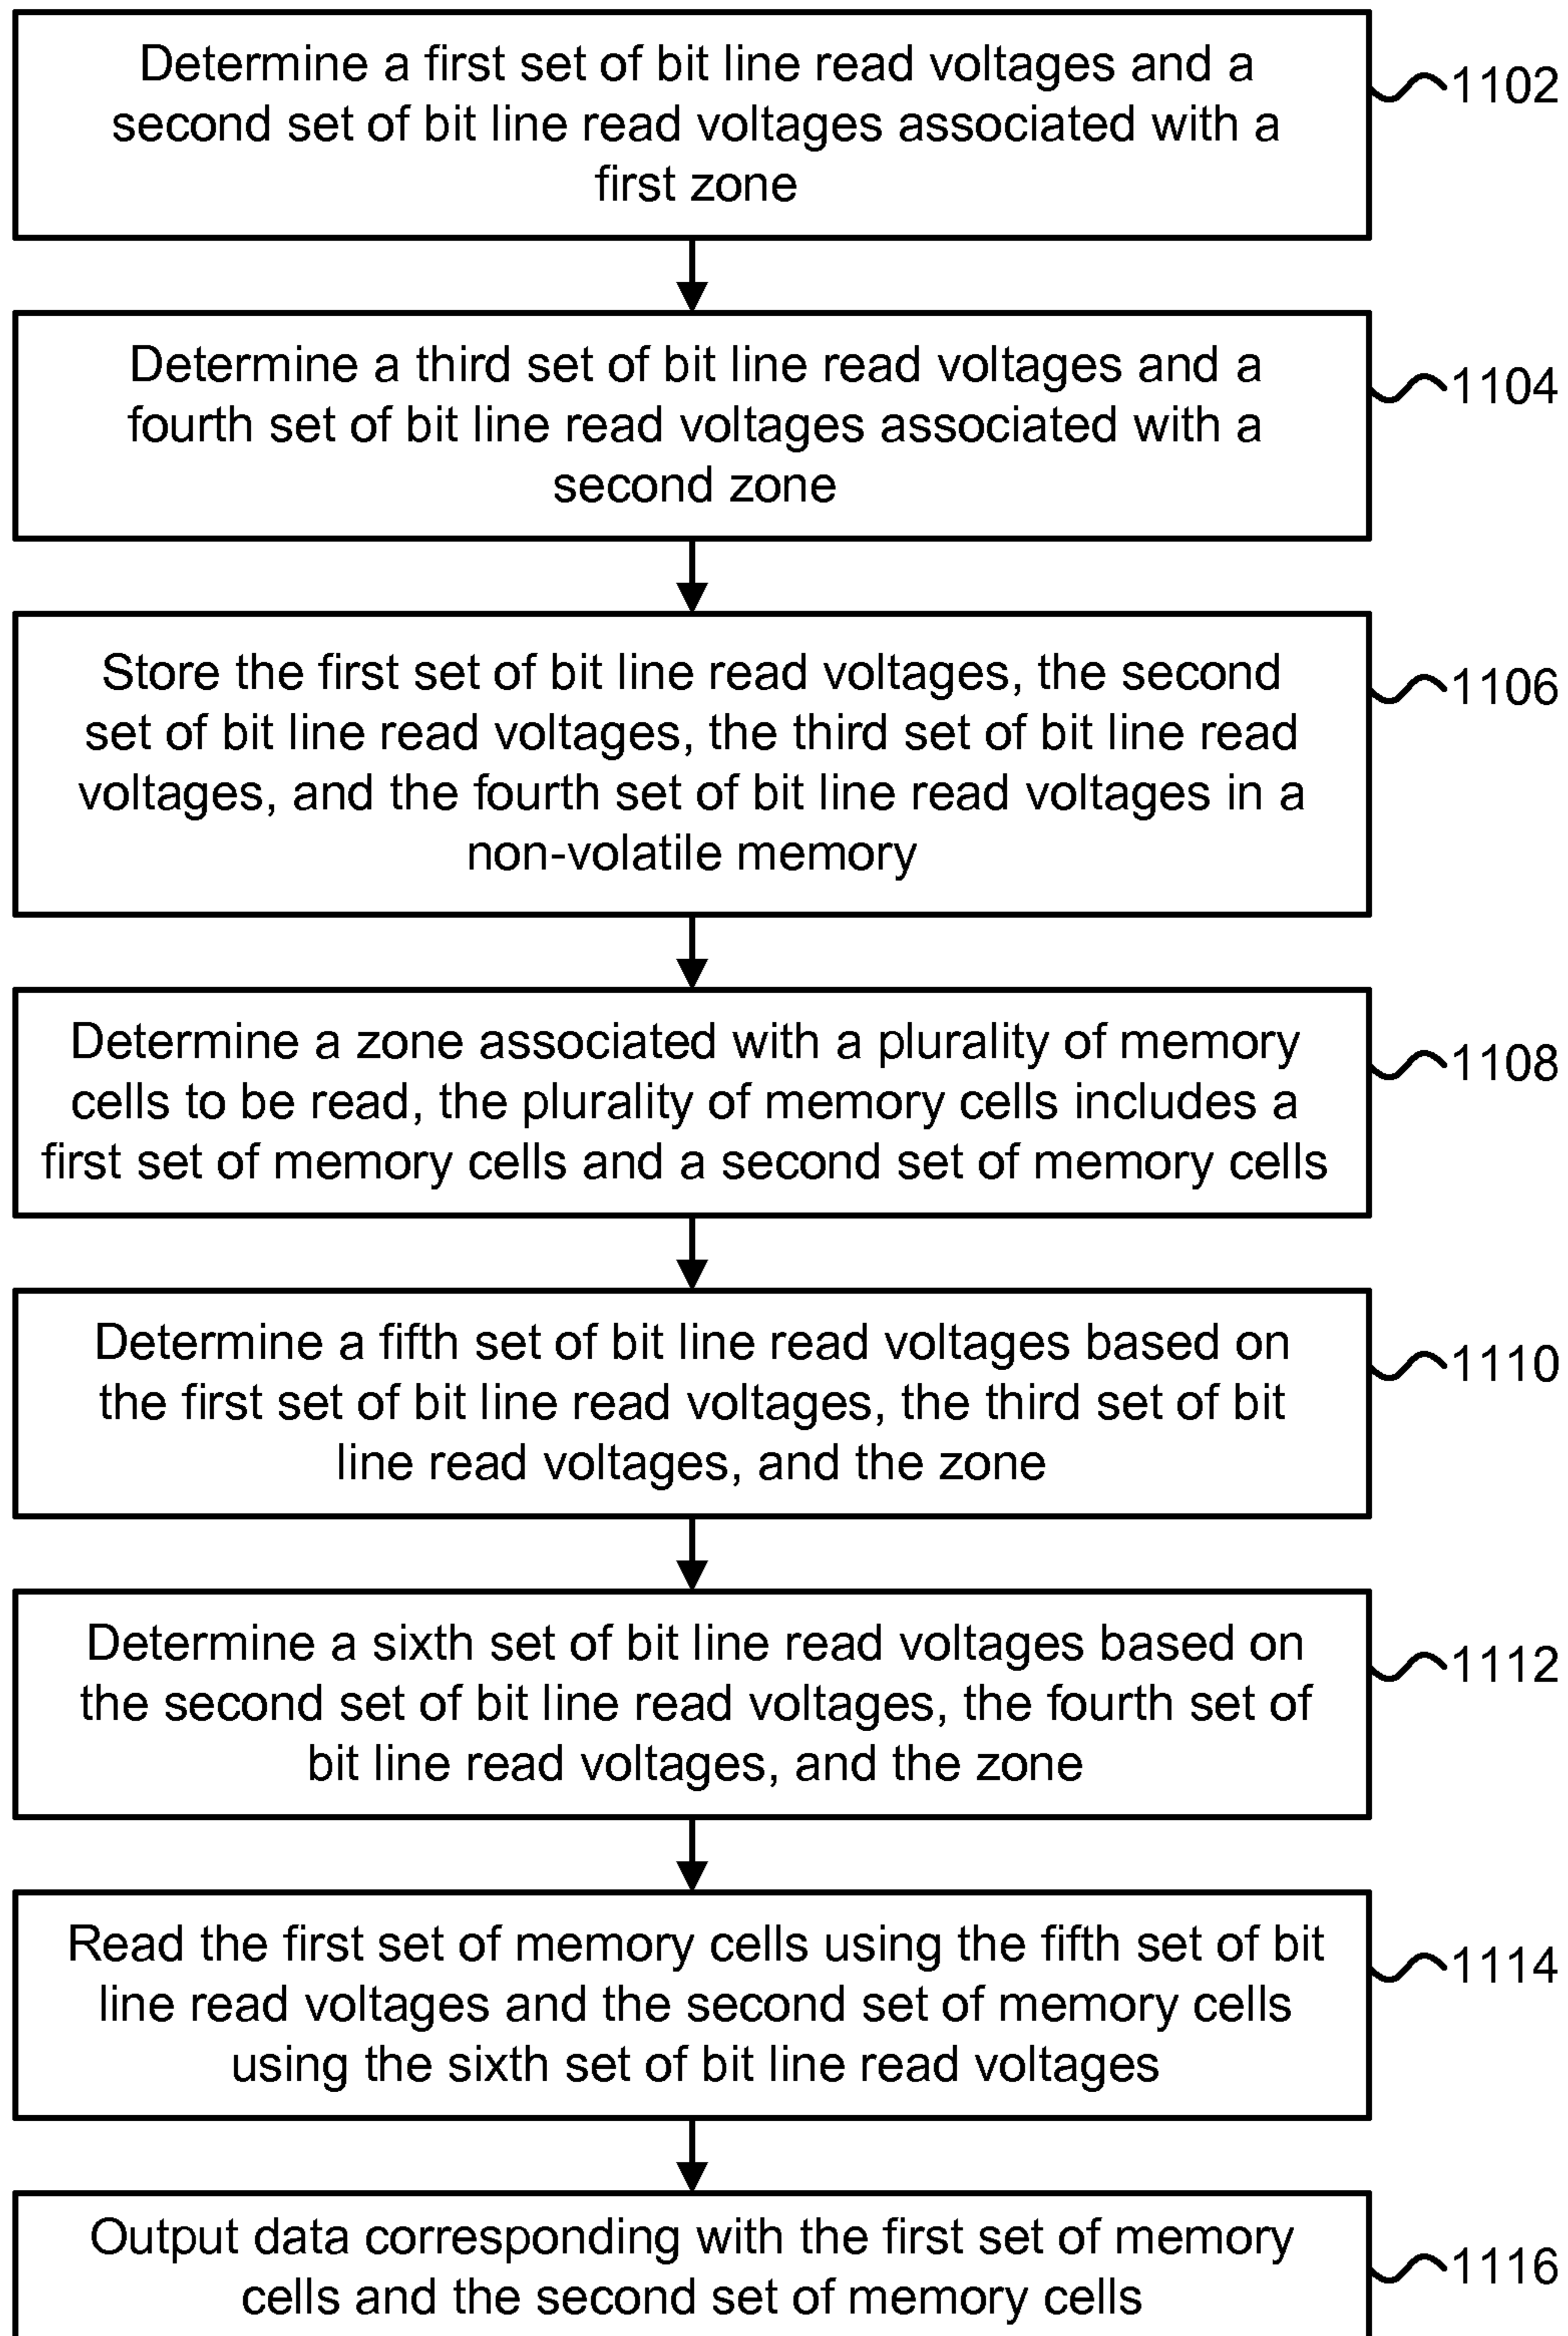 Determine a first set of bit line read voltages and a
second set of bit line read voltages associated with a
first zone
1102
Determine a third set of bit line read voltages and a
fourth set of bit line read voltages associated with a
second zone
1104
Store the first set of bit line read voltages, the second
set of bit line read voltages, the third set of bit line read
voltages, and the fourth set of bit line read voltages in a
non-volatile memory
1106
Determine a zone associated with a plurality of memory
cells to be read, the plurality of memory cells includes a
first set of memory cells and a second set of memory cells
1108
Determine a fifth set of bit line read voltages based on
the first set of bit line read voltages, the third set of bit
line read voltages, and the zone
1110
Determine a sixth set of bit line read voltages based on
the second set of bit line read voltages, the fourth set of
bit line read voltages, and the zone
1112
Read the first set of memory cells using the fifth set of bit
line read voltages and the second set of memory cells
using the sixth set of bit line read voltages
1114
Output data corresponding with the first set of memory
cells and the second set of memory cells
1116